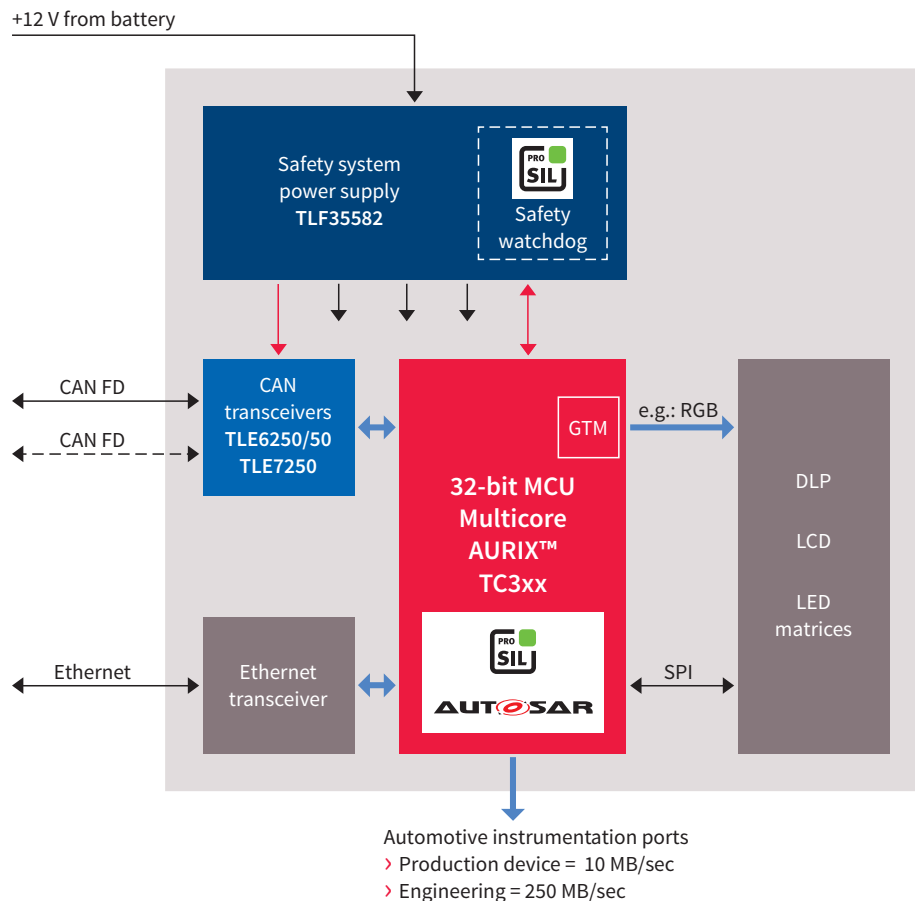 +12 V from battery
Safety system
power supply
TLF35582
PRO
SIL
Safety
watchdog
CAN FD
CAN FD
CAN
transceivers
TLE6250/50
TLE7250
GTM
e.g.: RGB
32-bit MCU
Multicore
AURIX™
TC3xx
PRO
SIL
AUTOSAR
DLP
LCD
LED
matrices
Ethernet
Ethernet
transceiver
SPI
Automotive instrumentation ports
› Production device = 10 MB/sec
› Engineering = 250 MB/sec